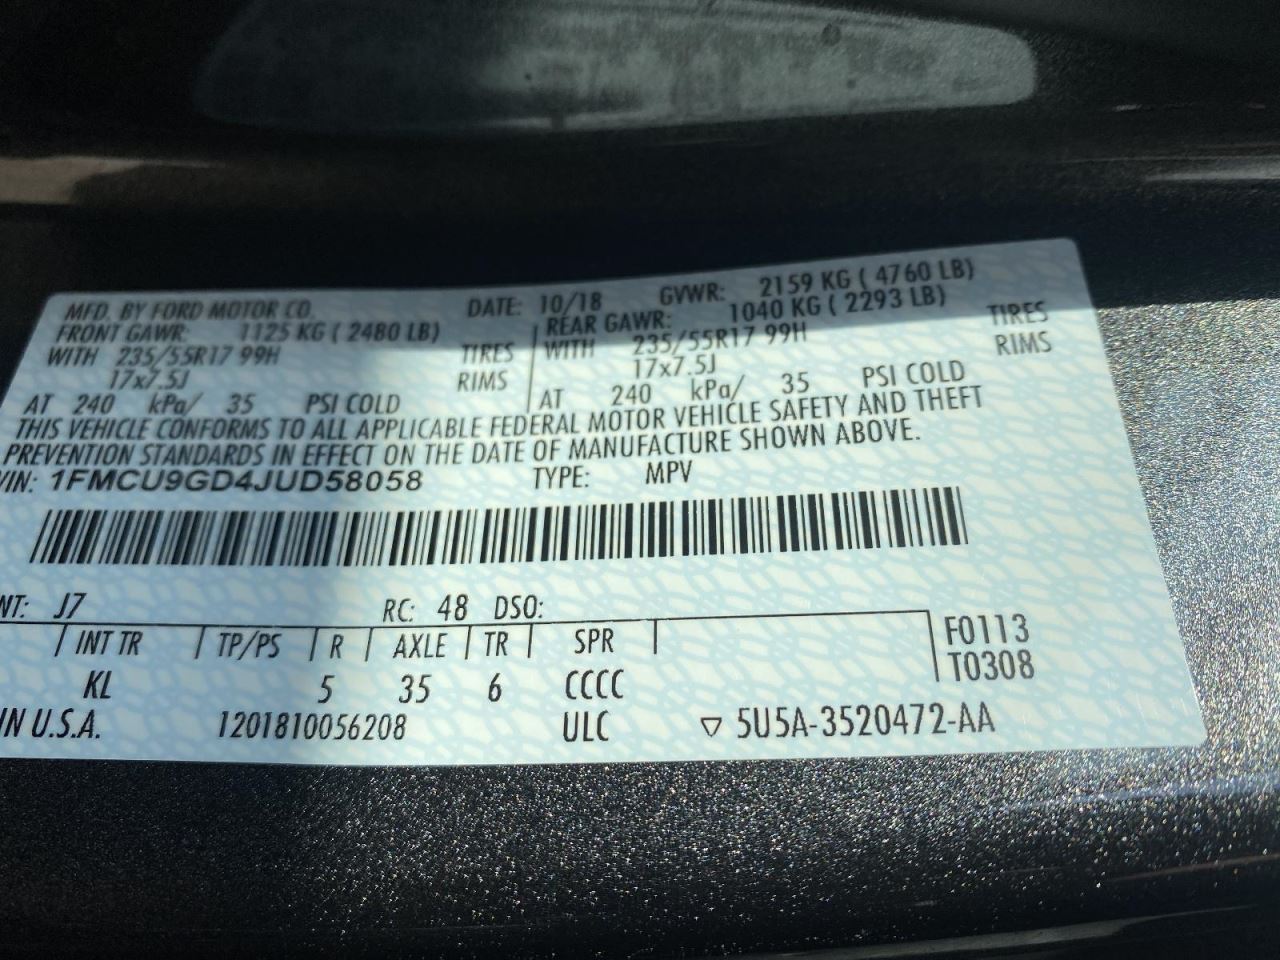 MFD. BY FORD MOTOR CO. DATE: 10/18 GVWR: 2159 KG ( 4760 LB)
FRONT GAWR: 1125 KG ( 2480 LB) REAR GAWR: 1040 KG ( 2293 LB)
WITH 235/55R17 99H TIRES WITH 235/55R17 99H TIRES
17x7.5J RIMS 17x7.5J RIMS
AT 240 kPa/ 35 PSI COLD AT 240 kPa/ 35 PSI COLD
THIS VEHICLE CONFORMS TO ALL APPLICABLE FEDERAL MOTOR VEHICLE SAFETY AND THEFT
PREVENTION STANDARDS IN EFFECT ON THE DATE OF MANUFACTURE SHOWN ABOVE.
VIN: 1FMCU9GD4JUD58058 TYPE: MPV
NT: J7 RC: 48 DSO:
INT TR TP/PS R AXLE TR SPR F0113
KL 5 35 6 CCCC T0308
IN U.S.A. 1201810056208 ULC ▽ 5U5A-3520472-AA